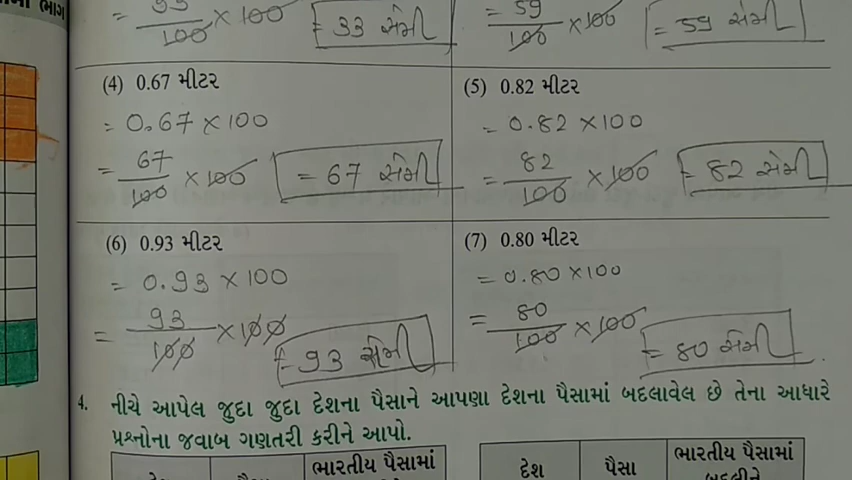 ભાગ
= 33/100 × 100 = 33 સેમી
= 59/100 × 100 = 59 સેમી
(4) 0.67 મીટર
= 0.67 × 100
= 67/100 × 100 = 67 સેમી
(5) 0.82 મીટર
= 0.82 × 100
= 82/100 × 100 = 82 સેમી
(6) 0.93 મીટર
= 0.93 × 100
= 93/100 × 100 = 93 સેમી
(7) 0.80 મીટર
= 0.80 × 100
= 80/100 × 100 = 80 સેમી
4. નીચે આપેલ જુદા જુદા દેશના પૈસાને આપણા દેશના પૈસામાં બદલાવેલ છે તેના આધારે
પ્રશ્નોના જવાબ ગણતરી કરીને આપો.
ભારતીય પૈસામાં
દેશ પૈસા ભારતીય પૈસામાં
બદલીને